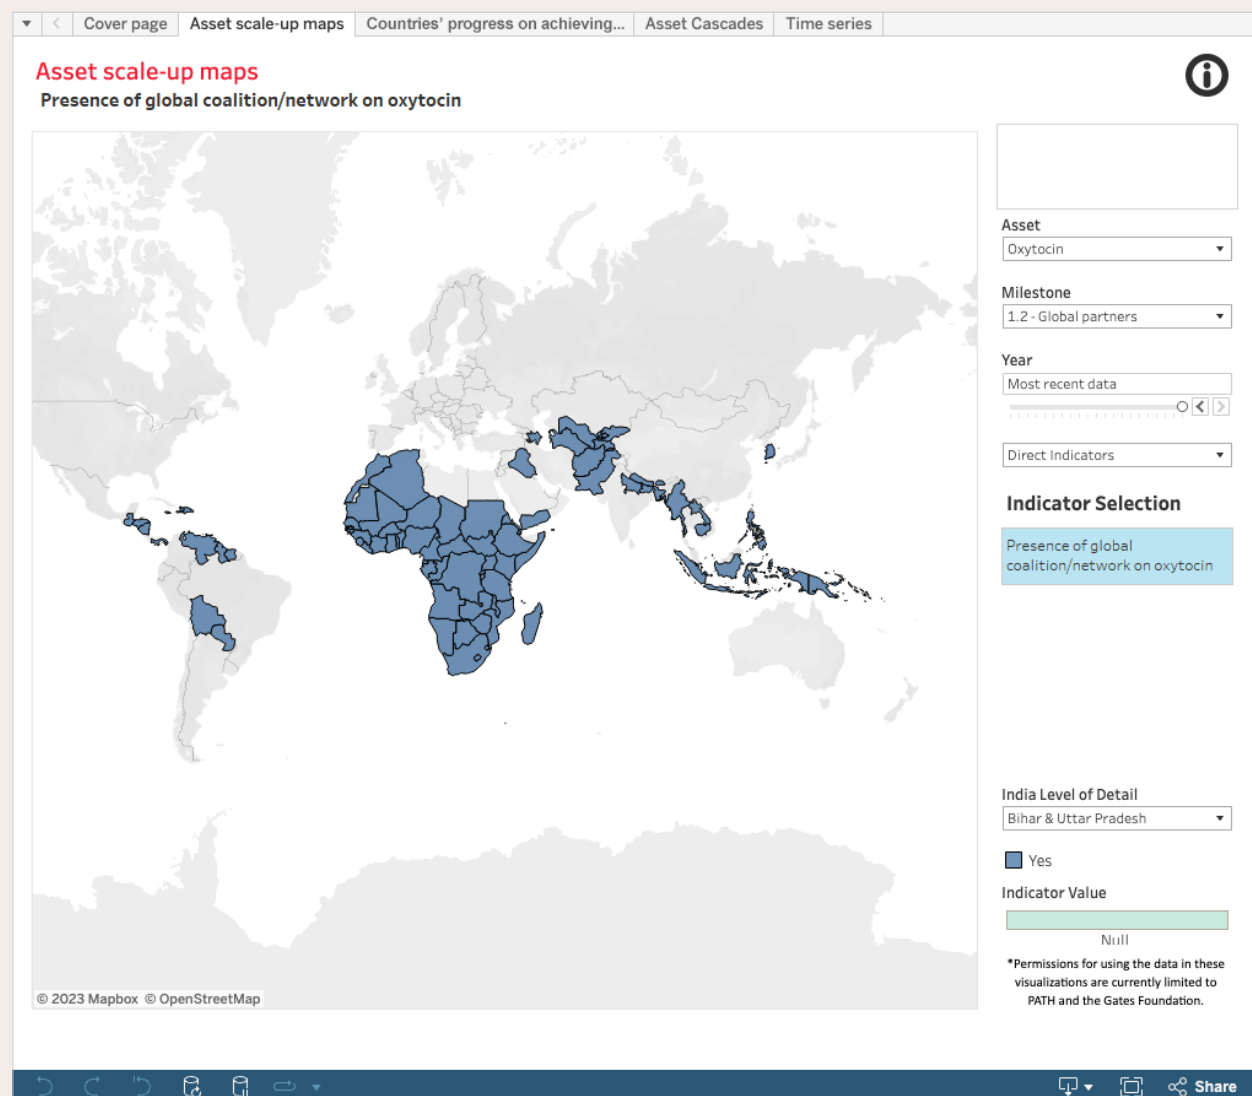 Cover page
Asset scale-up maps
Countries' progress on achieving...
Asset Cascades
Time series
Asset scale-up maps
Presence of global coalition/network on oxytocin
Asset
Oxytocin
Milestone
1.2 - Global partners
Year
Most recent data
Direct Indicators
Indicator Selection
Presence of global
coalition/network on oxytocin
India Level of Detail
Bihar & Uttar Pradesh
Yes
Indicator Value
Null
*Permissions for using the data in these
visualizations are currently limited to
PATH and the Gates Foundation.
© 2023 Mapbox © OpenStreetMap
Share